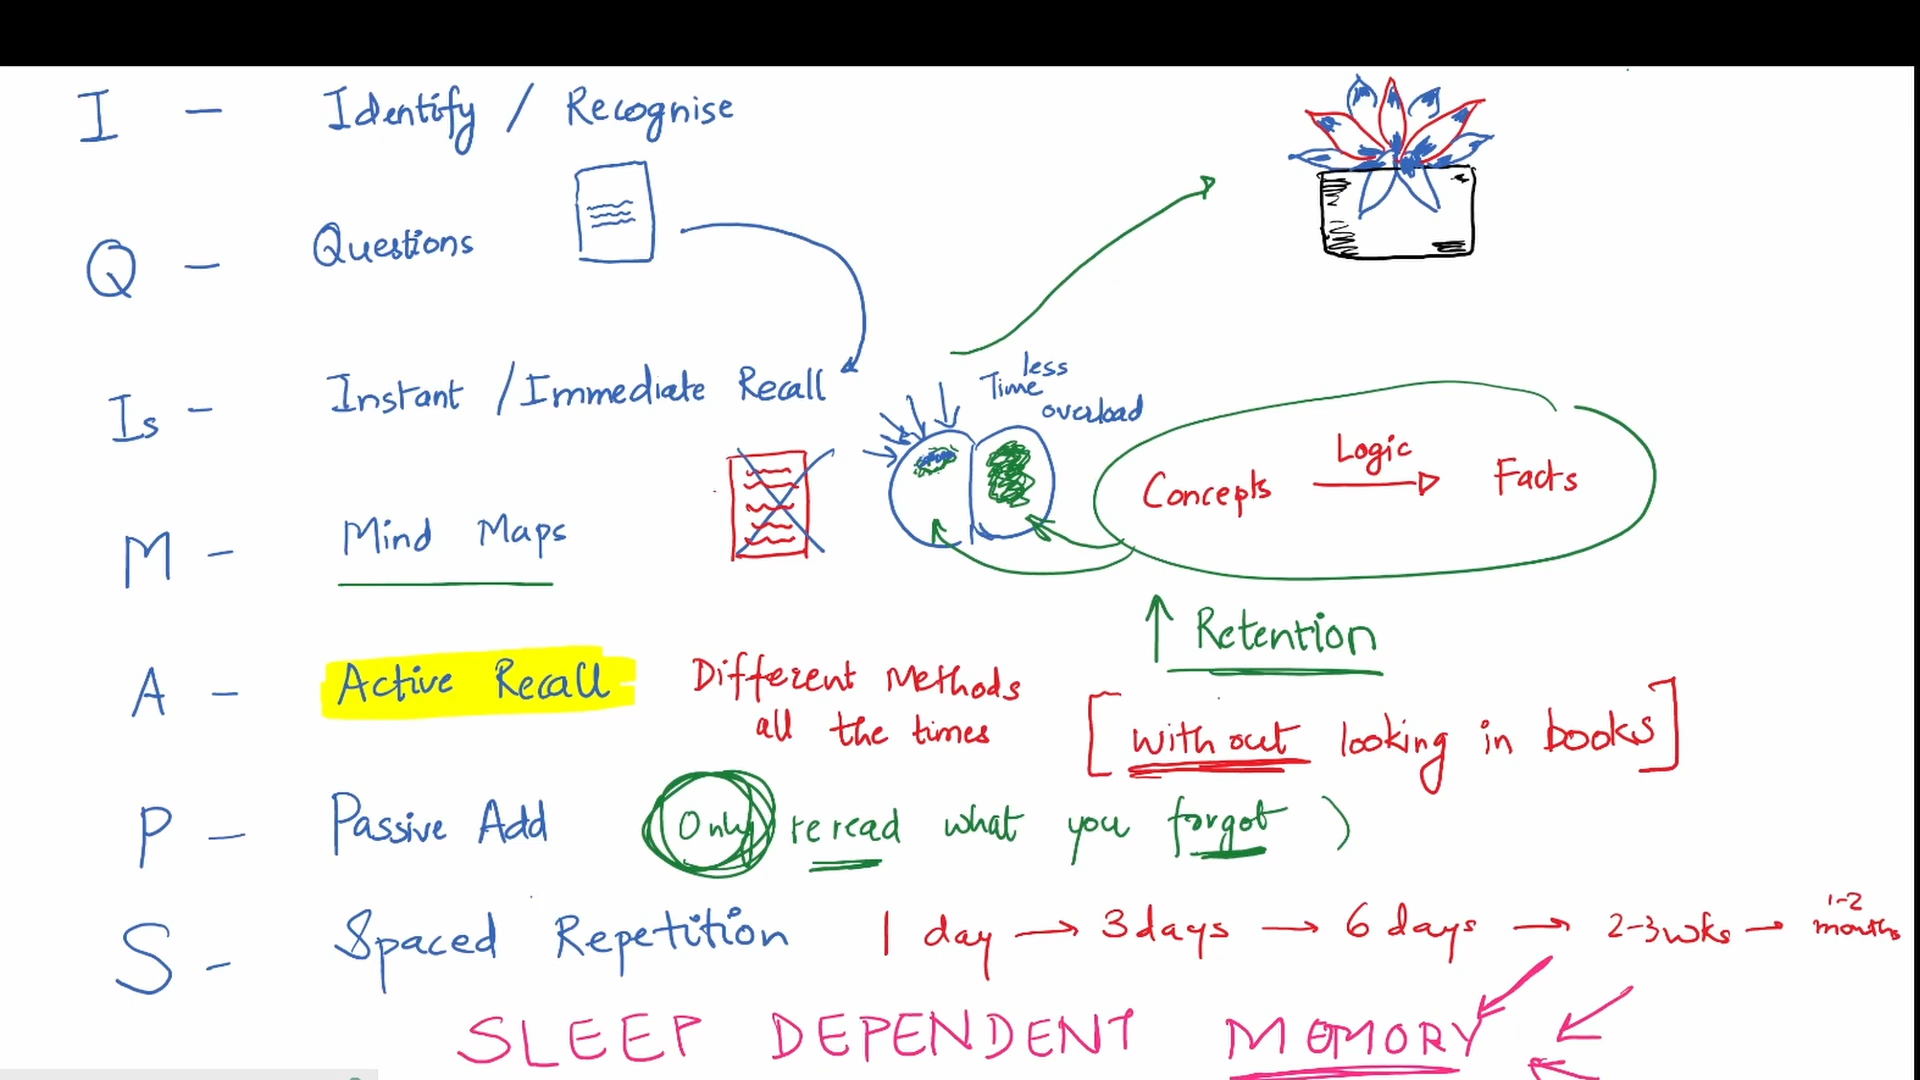 I - Identify / Recognise
Q - Questions
Is - Instant / Immediate Recall
less
Time
overload
Concepts Logic Facts
M - Mind Maps
↑ Retention
A - Active Recall Different Methods
all the times
[without looking in books]
P - Passive Add Only reread what you forgot )
S - Spaced Repetition 1 day → 3 days → 6 days → 2-3 wks → 1-2 months
SLEEP DEPENDENT MEMORY